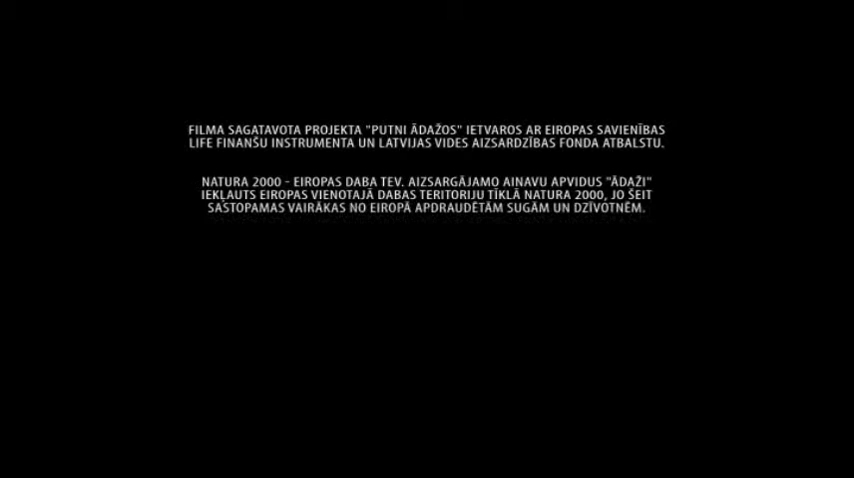 FILMA SAGATAVOTA PROJEKTA "PUTNI ĀDAŽOS" IETVAROS AR EIROPAS SAVIENĪBAS
LIFE FINANŠU INSTRUMENTA UN LATVIJAS VIDES AIZSARDZĪBAS FONDA ATBALSTU.
NATURA 2000 - EIROPAS DABA TEV. AIZSARGĀJAMO AINAVU APVIDUS "ĀDAŽI"
IEKĻAUTS EIROPAS VIENOTAJĀ DABAS TERITORIJU TĪKLĀ NATURA 2000, JO ŠEIT
SASTOPAMAS VAIRĀKAS NO EIROPĀ APDRAUDĒTĀM SUGĀM UN DZĪVOTNĒM.